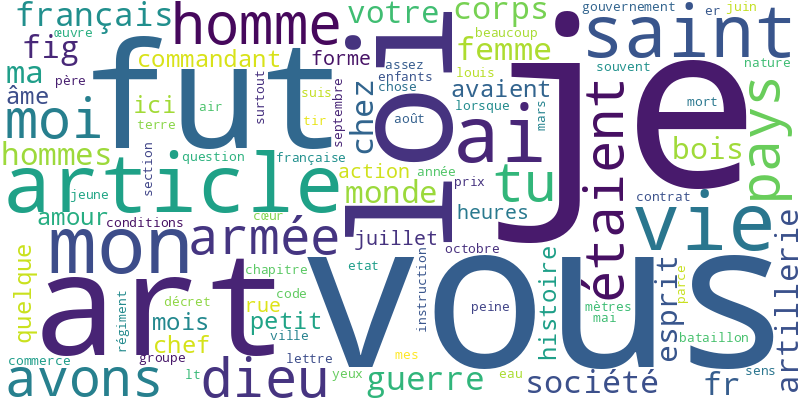 français
homme
votre
corps
gouvernement
er
juin
œuvre
fig
commandant
forme
beaucoup
femme
saint
ma
père
fut
surtout
assez
enfants
chose
louis
souvent
nature
âme
ici
air
suis
septembre
chez
loi
avaient
je
mort
pays
moi
terre
tir
août
ai
lorsque
mars
étaient
bois
hommes
section
question
française
action
année
tu
article
jeune
monde
prix
contrat
amour
conditions
cœur
heures
vie
mon
armée
juillet
octobre
artillerie
quelque
art
chapitre
etat
instruction
vous
histoire
esprit
parce
régiment
décret
code
rue
peine
mètres
mai
mois
petit
ville
chef
bataillon
commerce
groupe
lettre
mes
avons
lt
dieu
yeux
guerre
eau
société
fr
sens